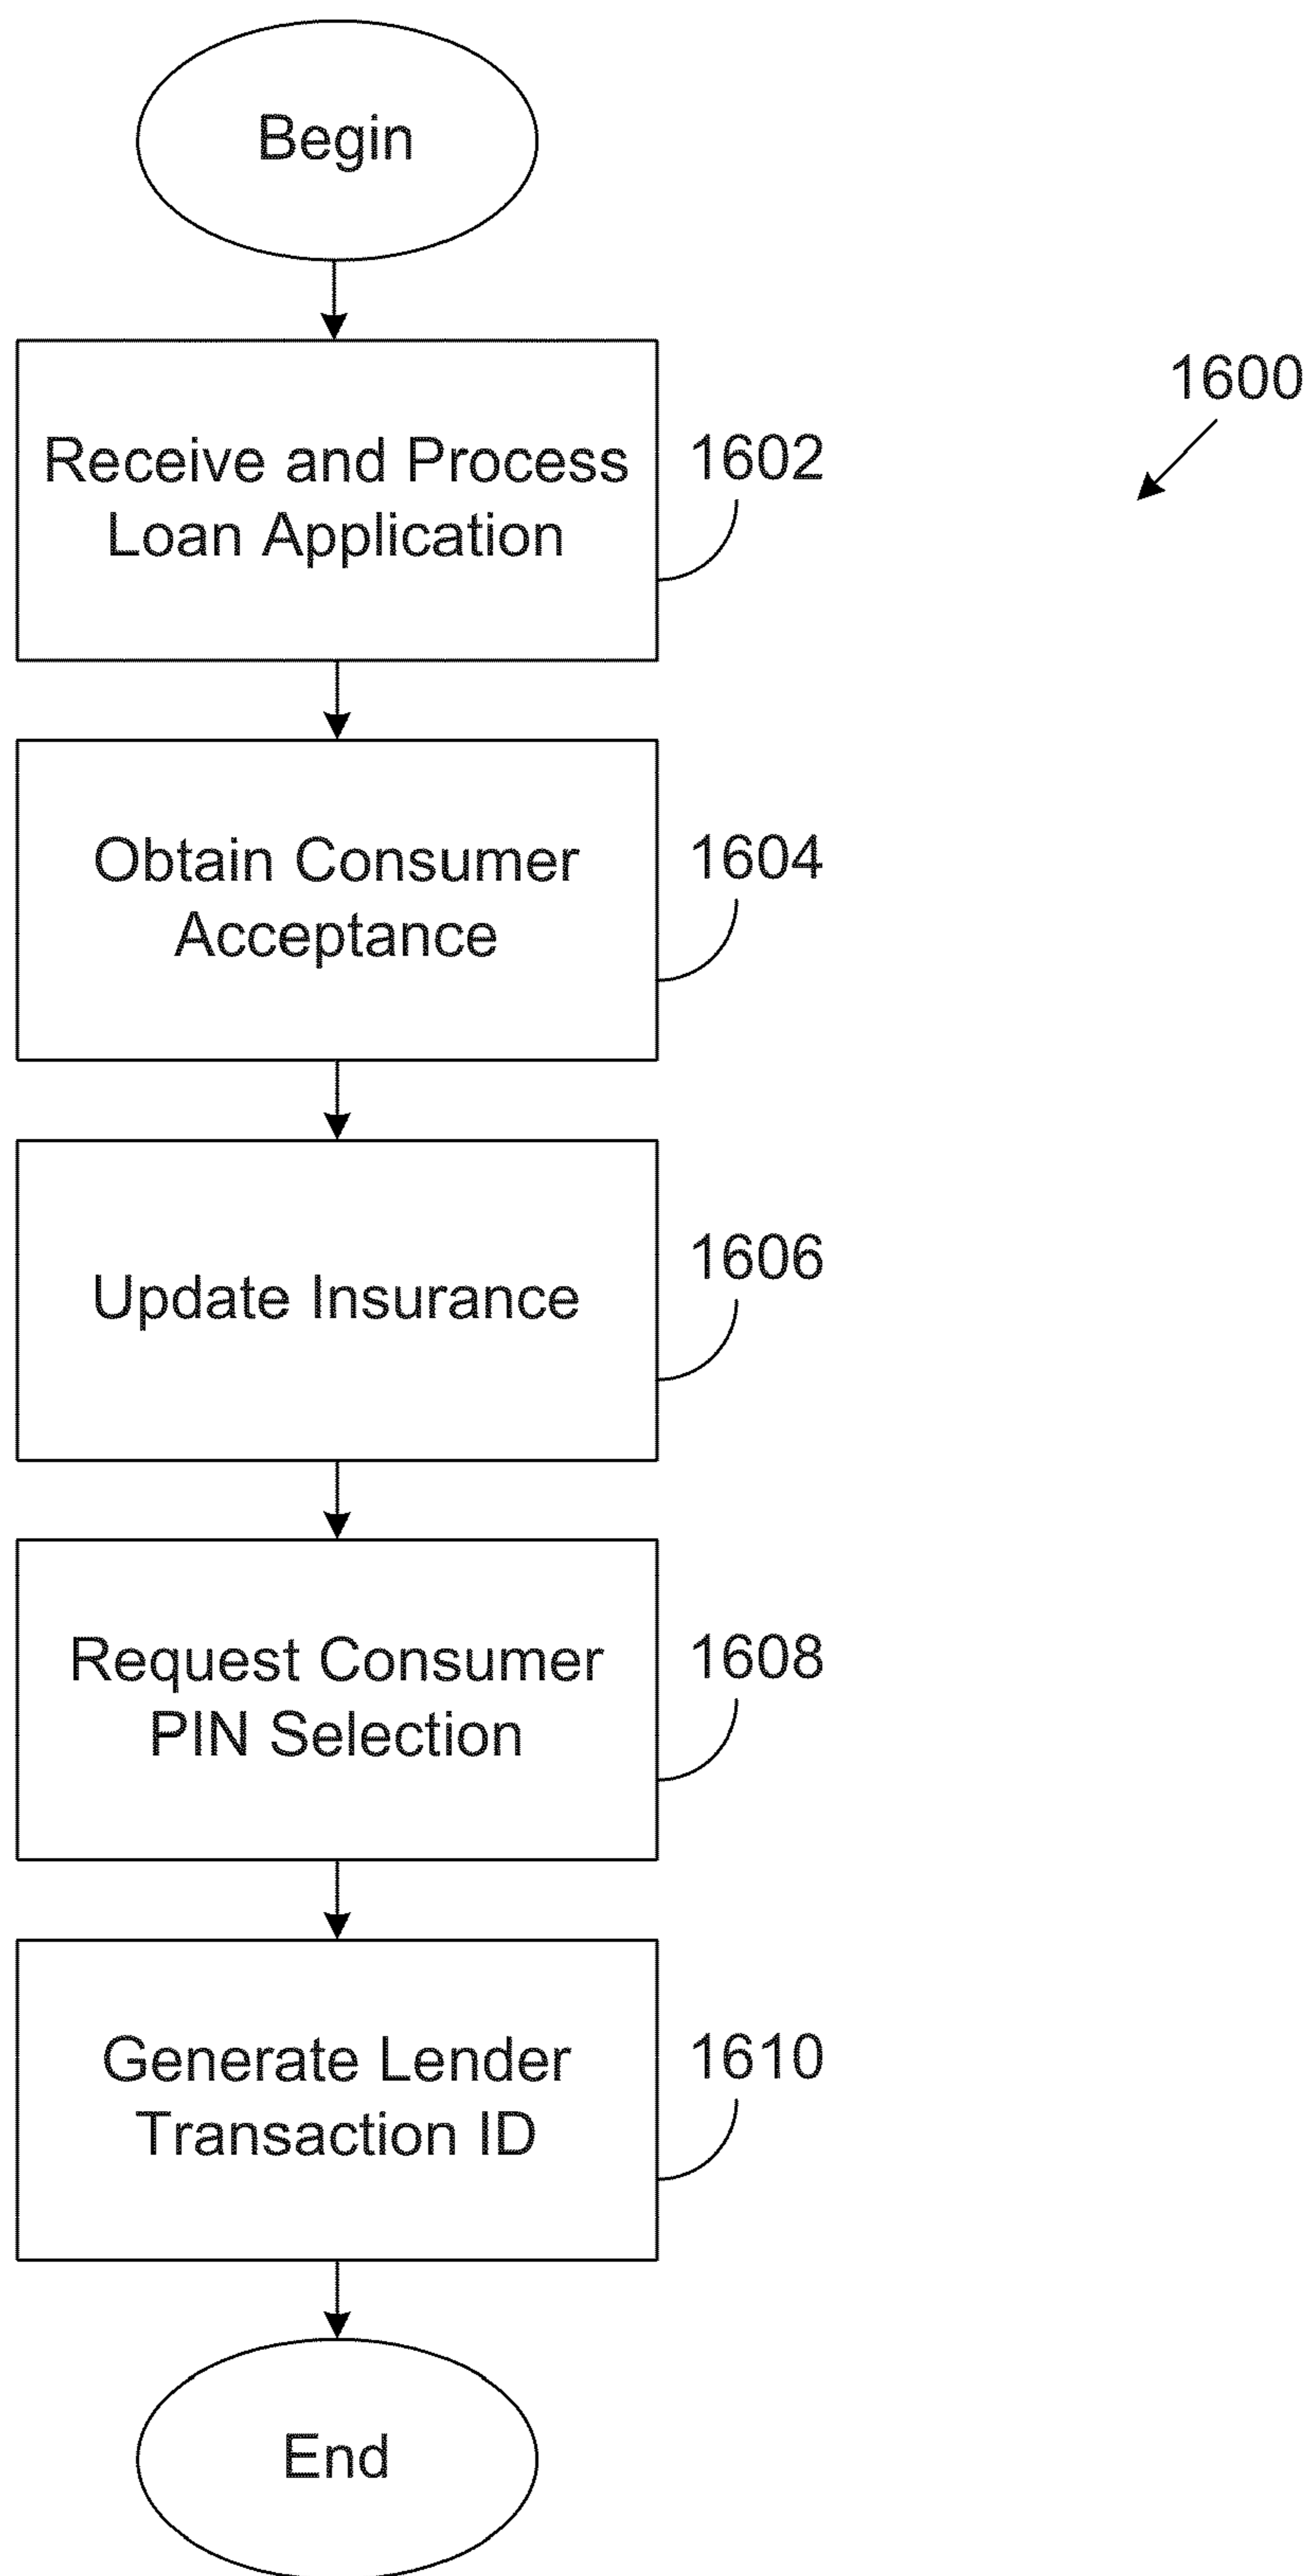 Begin
1600
Receive and Process
Loan Application
1602
Obtain Consumer
Acceptance
1604
Update Insurance
1606
Request Consumer
PIN Selection
1608
Generate Lender
Transaction ID
1610
End